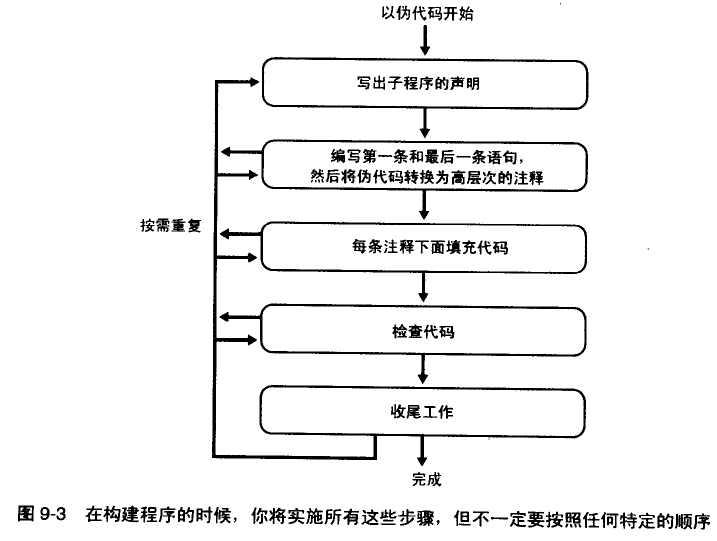 以伪代码开始
写出子程序的声明
编写第一条和最后一条语句，
然后将伪代码转换为高层次的注释
按需重复
每条注释下面填充代码
检查代码
收尾工作
完成
图 9-3 在构建程序的时候，你将实施所有这些步骤，但不一定要按照任何特定的顺序